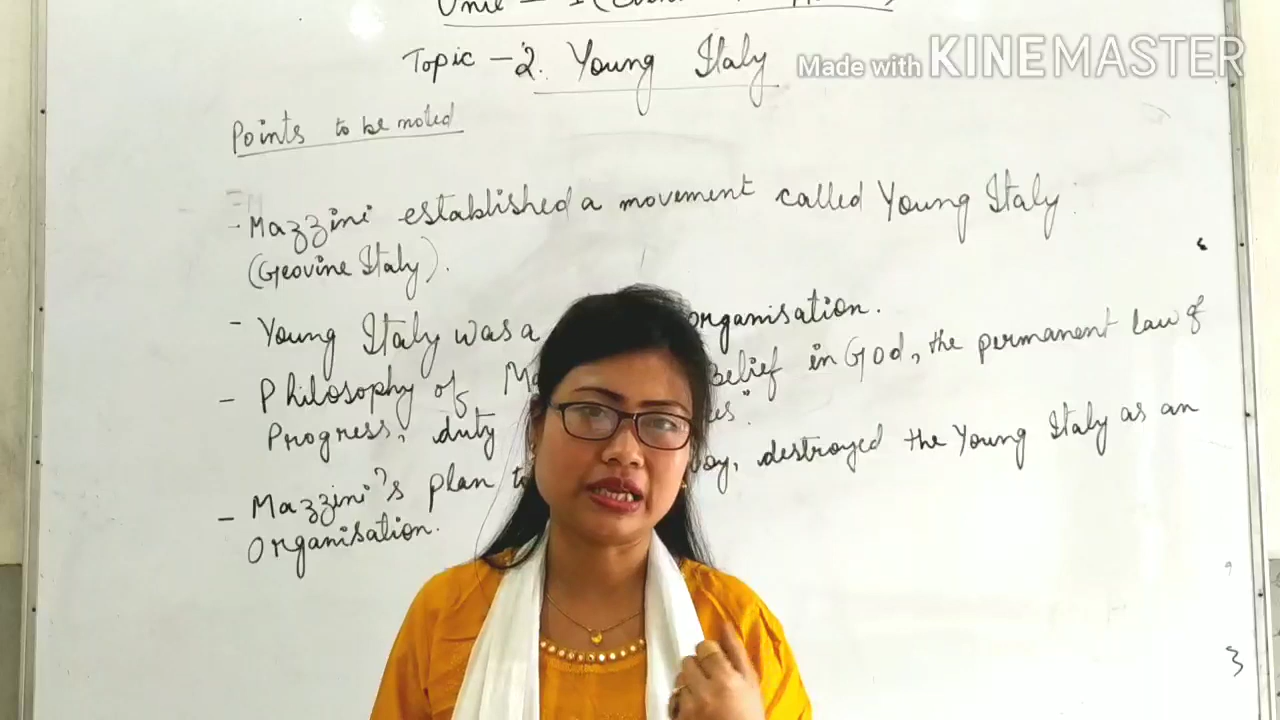 Unit - I
Topic -2. Young Italy
Made with KINEMASTER
Points to be noted
- Mazzini established a movement called Young Italy
(Geovine Italy).
- Young Italy was a organisation.
- Philosophy of belief in God, the permanent law of
Progress, duty
- Mazzini's plan destroyed the Young Italy as an
Organisation.